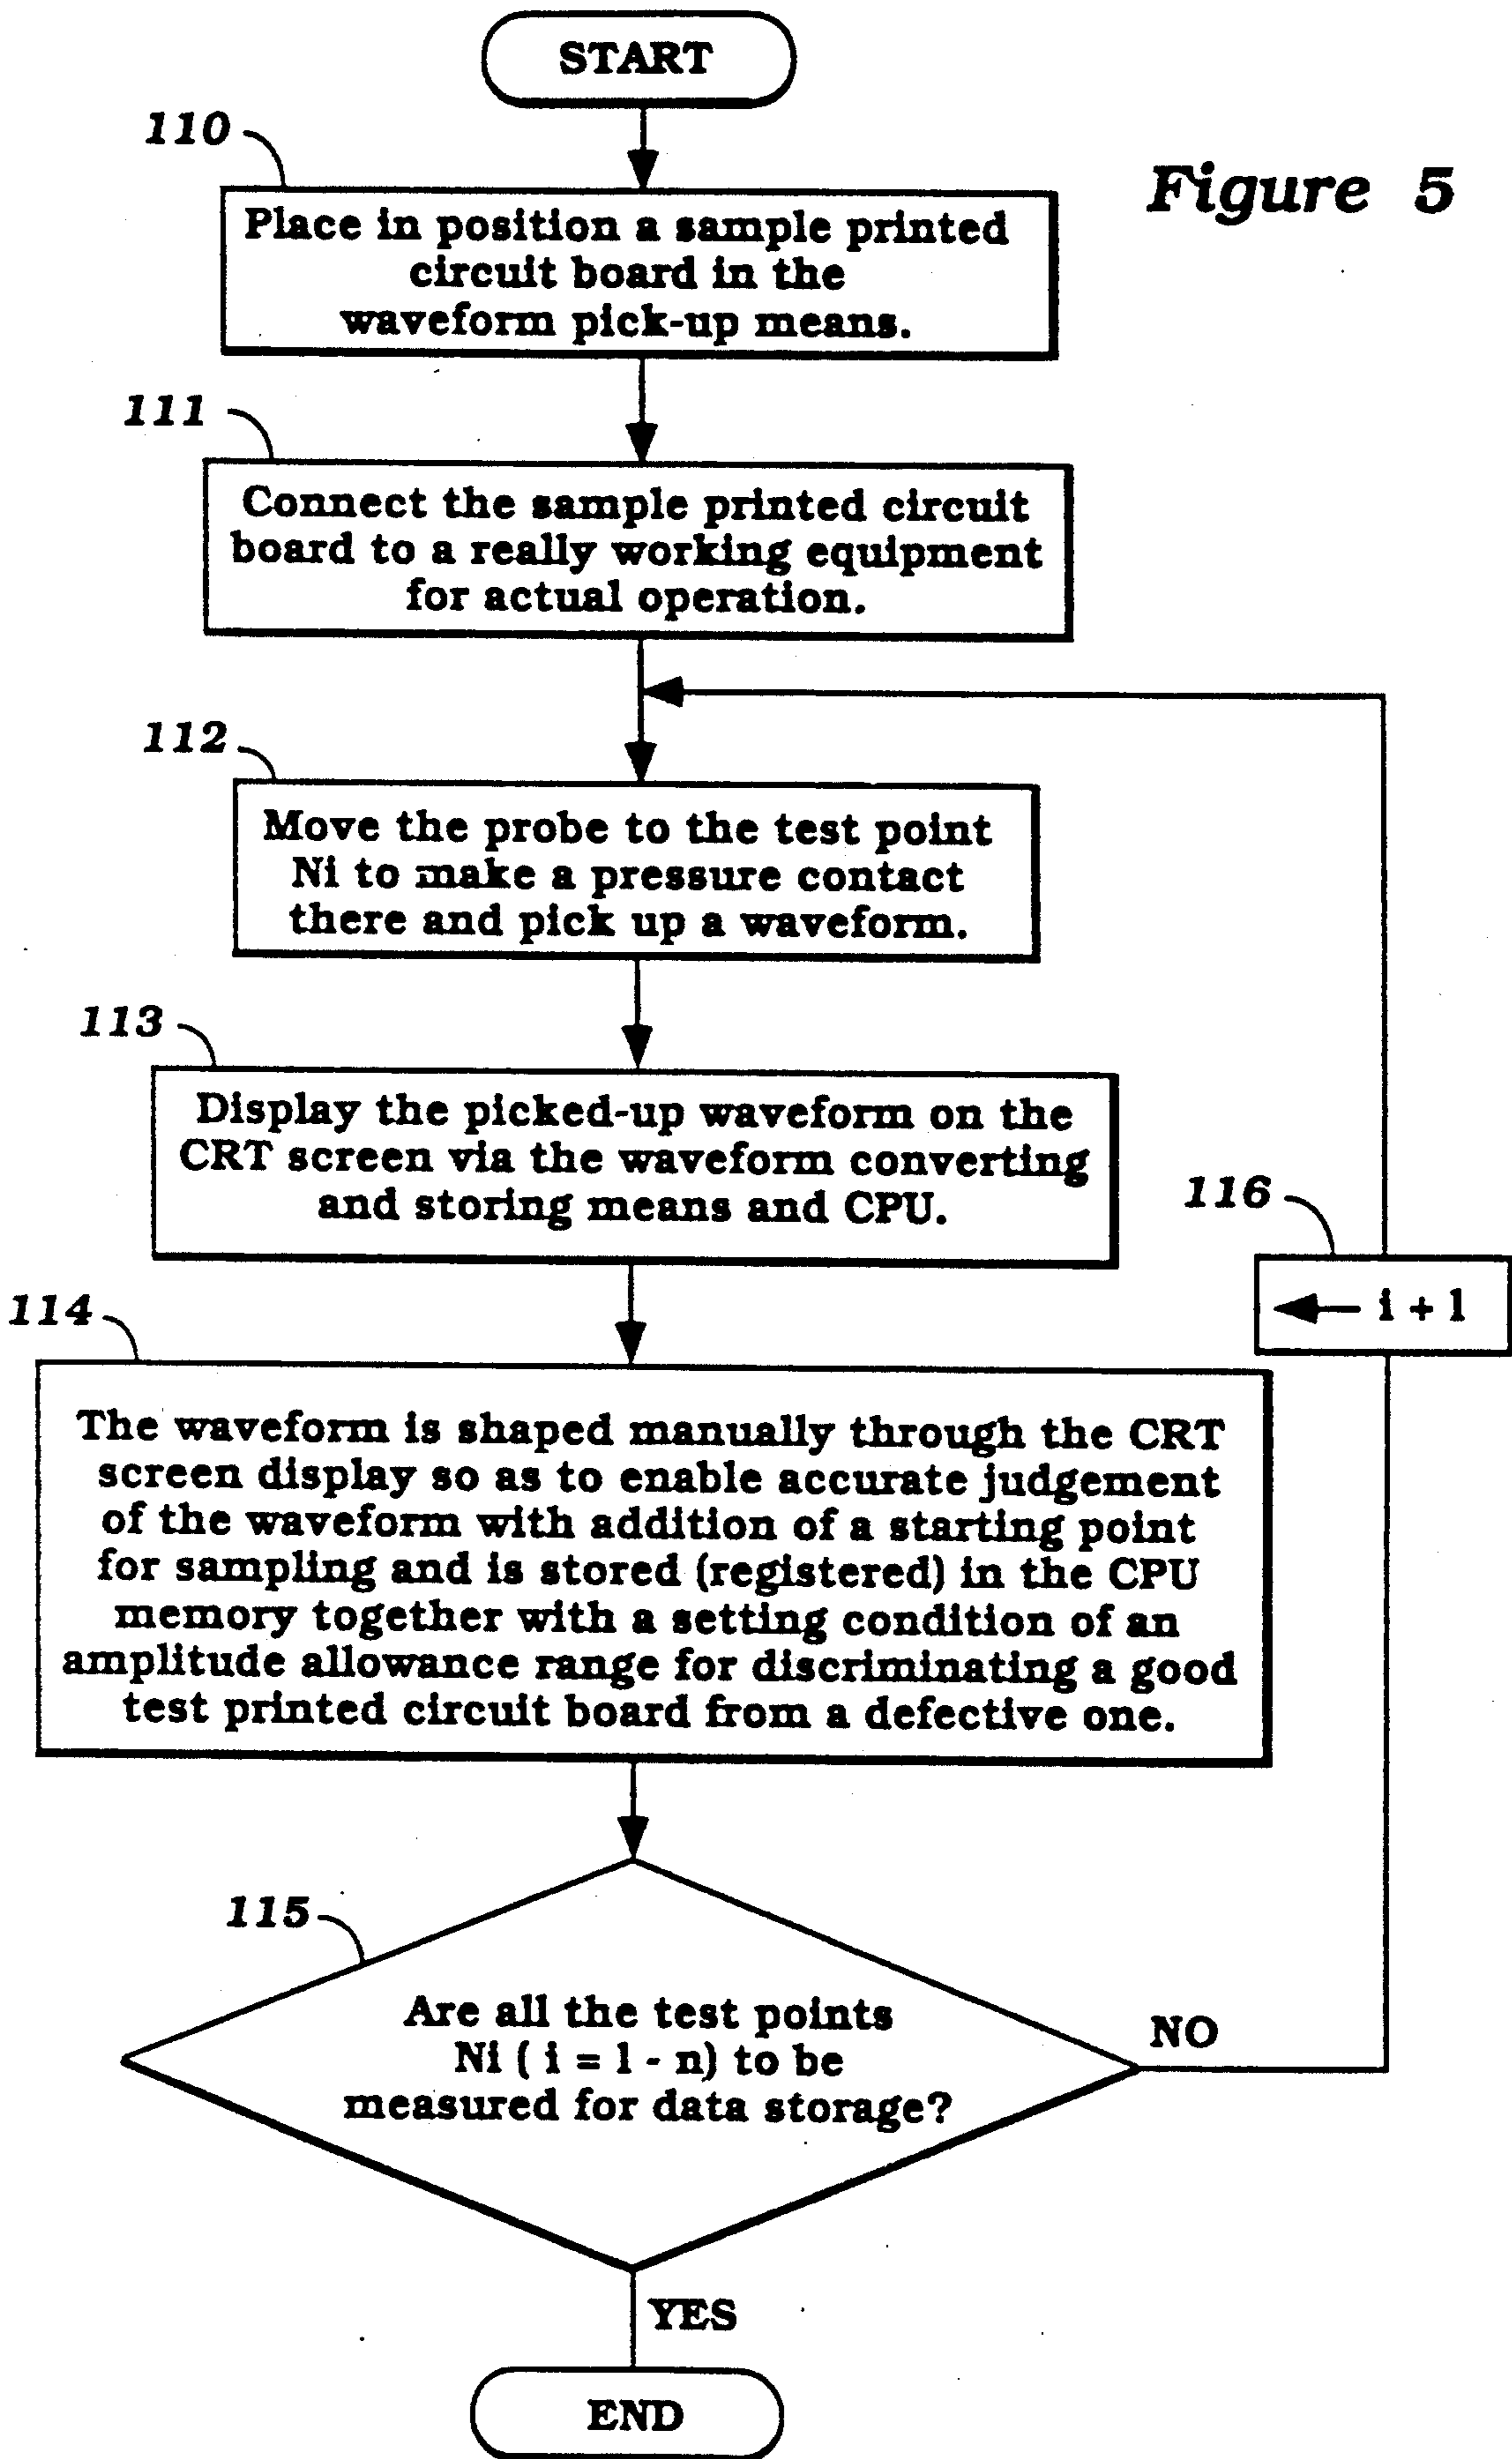 START
Figure 5
110
Place in position a sample printed
circuit board in the
waveform pick-up means.
111
Connect the sample printed circuit
board to a really working equipment
for actual operation.
112
Move the probe to the test point
Ni to make a pressure contact
there and pick up a waveform.
113
Display the picked-up waveform on the
CRT screen via the waveform converting
and storing means and CPU.
116
i + 1
114
The waveform is shaped manually through the CRT
screen display so as to enable accurate judgement
of the waveform with addition of a starting point
for sampling and is stored (registered) in the CPU
memory together with a setting condition of an
amplitude allowance range for discriminating a good
test printed circuit board from a defective one.
115
Are all the test points
Ni ( i = 1 - n) to be
measured for data storage?
NO
YES
END